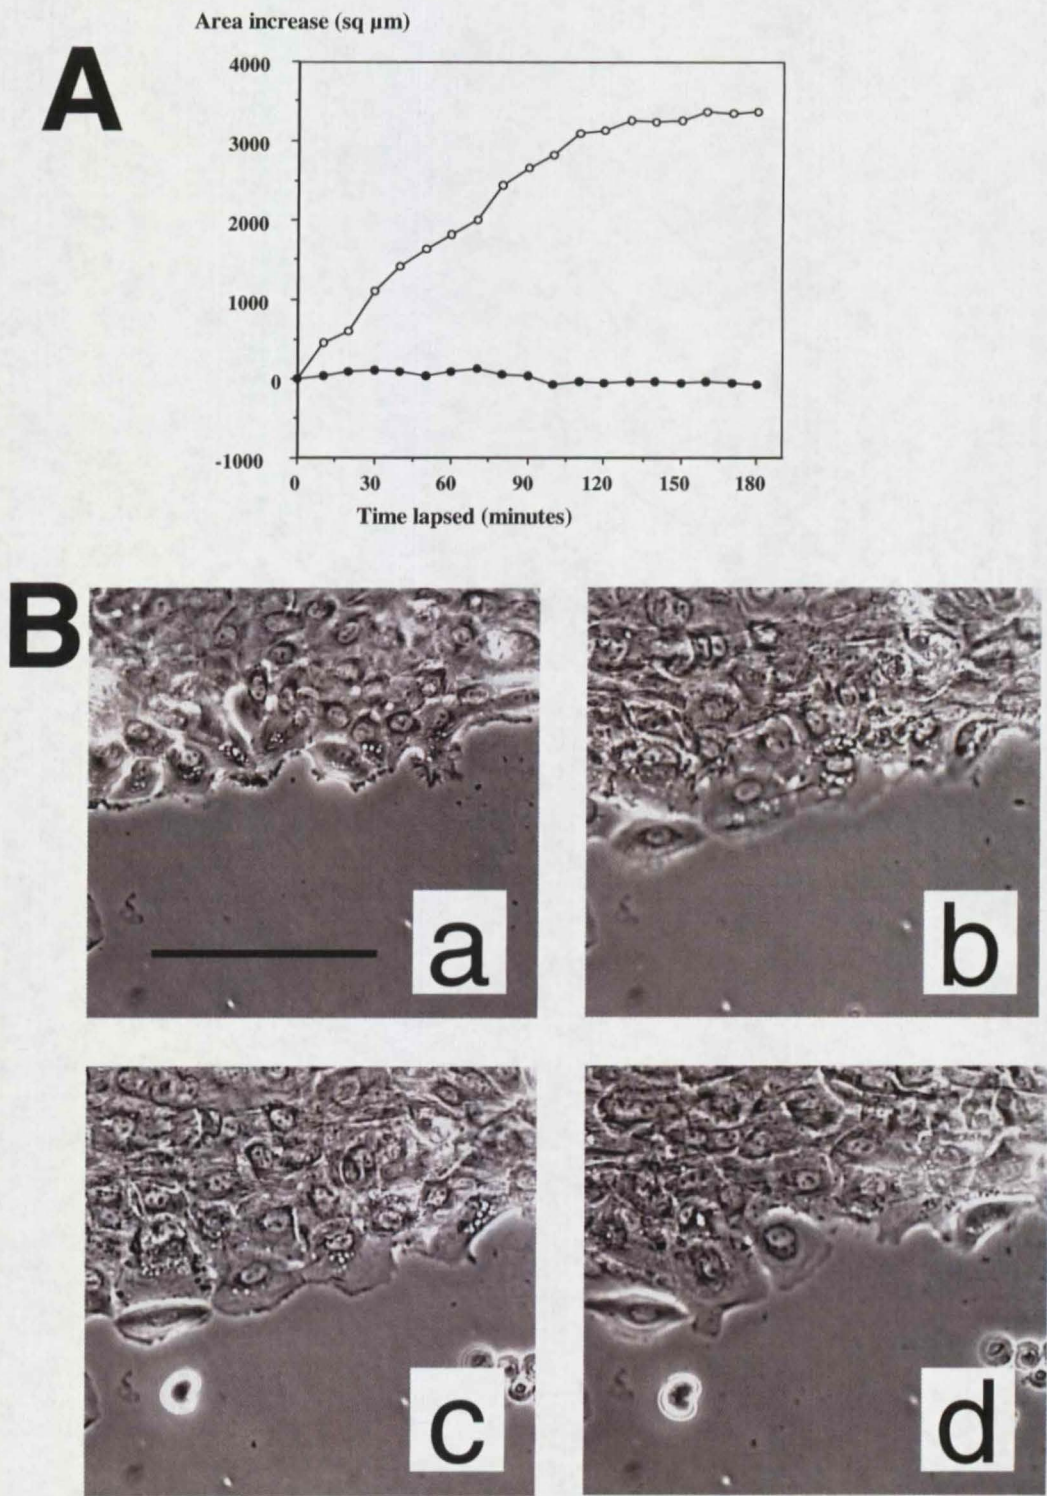 Area increase (sq µm)
A
4000
3000
2000
1000
0
-1000
0 30 60 90 120 150 180
Time lapsed (minutes)
B
a
b
c
d